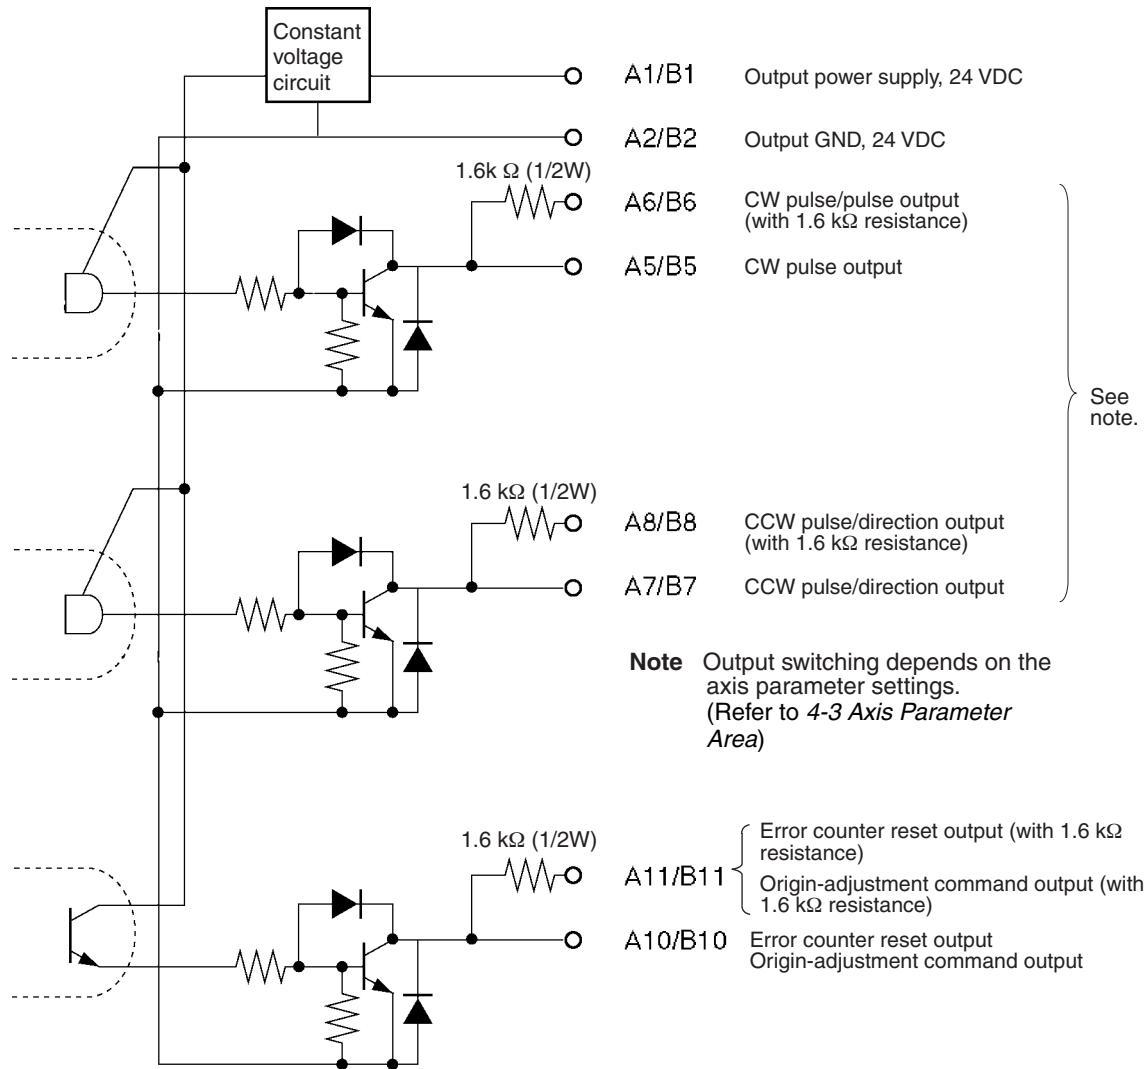 Constant
voltage
circuit
A1/B1 Output power supply, 24 VDC
A2/B2 Output GND, 24 VDC
1.6k Ω (1/2W)
A6/B6 CW pulse/pulse output
(with 1.6 kΩ resistance)
A5/B5 CW pulse output
See
note.
1.6 kΩ (1/2W)
A8/B8 CCW pulse/direction output
(with 1.6 kΩ resistance)
A7/B7 CCW pulse/direction output
Note Output switching depends on the
axis parameter settings.
(Refer to 4-3 Axis Parameter
Area)
1.6 kΩ (1/2W)
A11/B11 Error counter reset output (with 1.6 kΩ
resistance)
Origin-adjustment command output (with
1.6 kΩ resistance)
A10/B10 Error counter reset output
Origin-adjustment command output